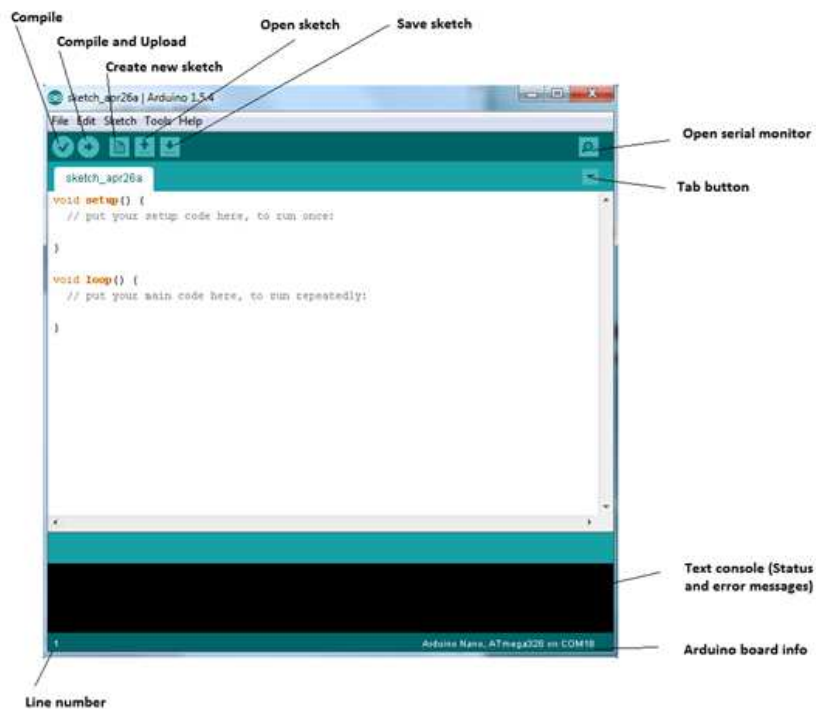 Compile
Open sketch
Save sketch
Compile and Upload
Create new sketch
sketch_apr26a | Arduino 1.5.4
File Edit Sketch Tools Help
Open serial monitor
sketch_apr26a
Tab button
void setup() {
// put your setup code here, to run once:
}
void loop() {
// put your main code here, to run repeatedly:
}
Text console (Status
and error messages)
1
Arduino Nano, ATmega328 on COM18
Arduino board info
Line number